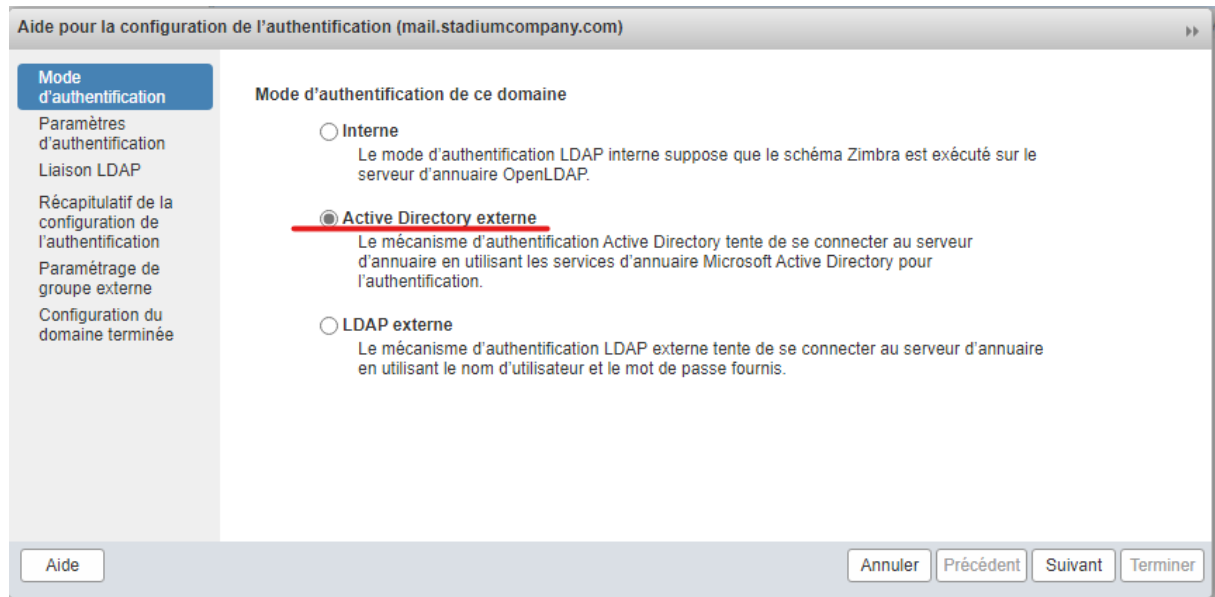 Aide pour la configuration de l'authentification (mail.stadiumcompany.com)
Mode
d'authentification
Paramètres
d'authentification
Liaison LDAP
Récapitulatif de la
configuration de
l'authentification
Paramétrage de
groupe externe
Configuration du
domaine terminée
Mode d'authentification de ce domaine
Interne
Le mode d'authentification LDAP interne suppose que le schéma Zimbra est exécuté sur le
serveur d'annuaire OpenLDAP.
Active Directory externe
Le mécanisme d'authentification Active Directory tente de se connecter au serveur
d'annuaire en utilisant les services d'annuaire Microsoft Active Directory pour
l'authentification.
LDAP externe
Le mécanisme d'authentification LDAP externe tente de se connecter au serveur d'annuaire
en utilisant le nom d'utilisateur et le mot de passe fournis.
Aide
Annuler
Précédent
Suivant
Terminer